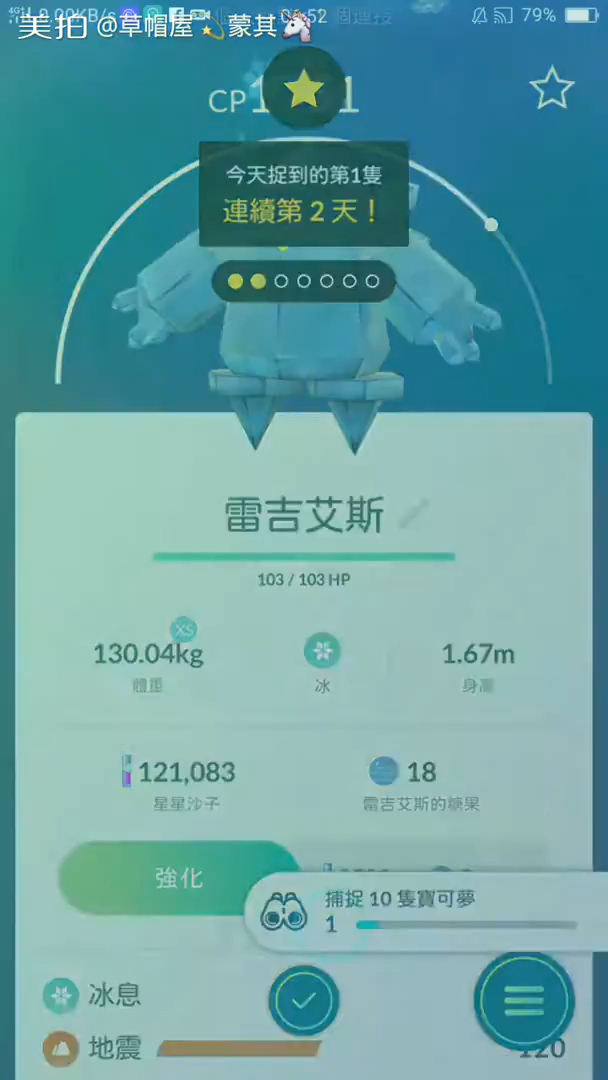 79%
美拍 @草帽屋💫蒙其🦄
CP
今天捉到的第1隻
連續第 2 天！
雷吉艾斯
103 / 103 HP
XS
130.04kg
1.67m
體重
冰
身高
121,083
18
星星沙子
雷吉艾斯的糖果
強化
捕捉 10 隻寶可夢
1
冰息
地震
120